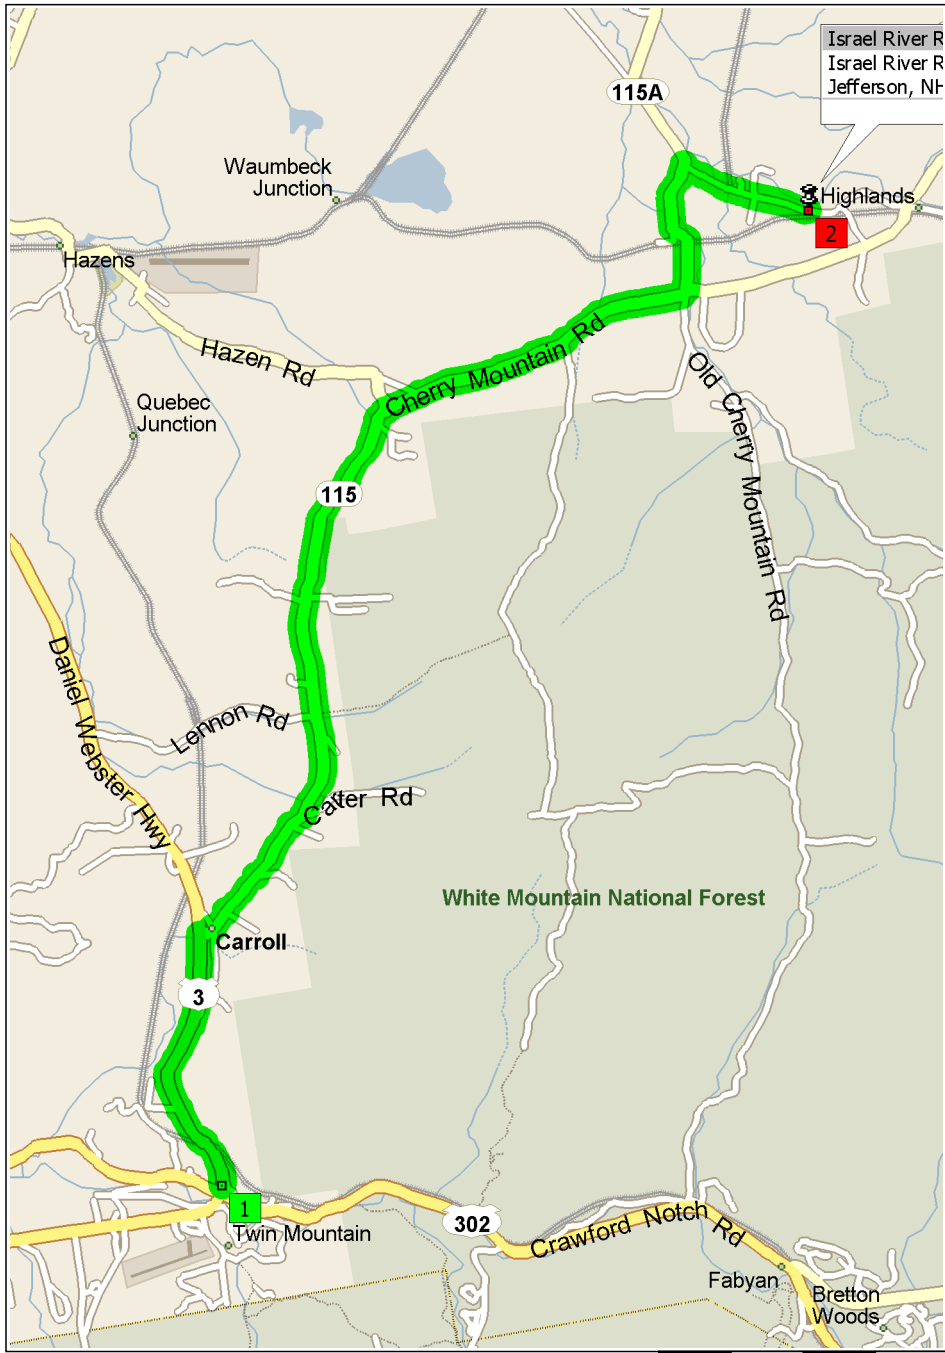 Israel River R
Israel River R
Jefferson, NH
115A
Waumbeck
Junction
Highlands
2
Hazens
Hazen Rd
Cherry Mountain Rd
Quebec
Junction
Old Cherry Mountain Rd
115
Daniel Webster Hwy
Lennon Rd
Carter Rd
White Mountain National Forest
Carroll
3
1
Twin Mountain
302
Crawford Notch Rd
Fabyan
Bretton
Woods